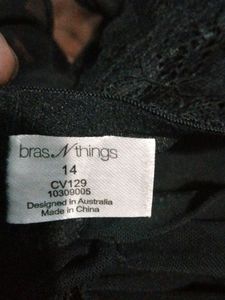 bras N things
14
CV129
10309005
Designed in Australia
Made in China